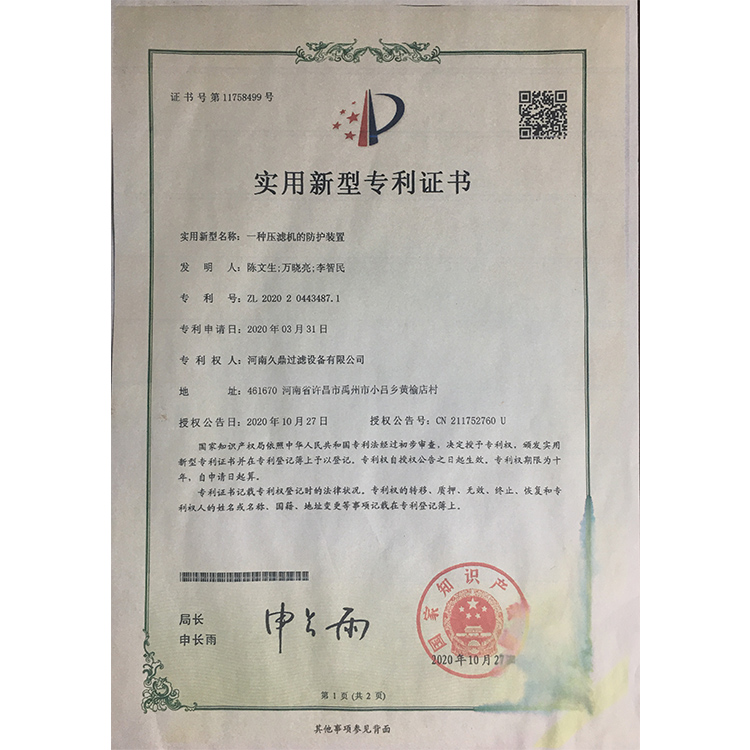 证书号第11758499号
实用新型专利证书
实用新型名称：一种压滤机的防护装置
发明人：陈文生;万晓亮;李智民
专利号：ZL 2020 2 0443487.1
专利申请日：2020年03月31日
专利权人：河南久鼎过滤设备有限公司
地址：461670 河南省许昌市禹州市小吕乡黄榆店村
授权公告日：2020年10月27日 授权公告号：CN 211752760 U
国家知识产权局依照中华人民共和国专利法经过初步审查，决定授予专利权，颁发实用
新型专利证书并在专利登记簿上予以登记。专利权自授权公告之日起生效。专利权期限为十
年，自申请日起算。
专利证书记载专利权登记时的法律状况。专利权的转移、质押、无效、终止、恢复和专
利权人的姓名或名称、国籍、地址变更等事项记载在专利登记簿上。
局长
申长雨
申长雨
国家知识产
2020年10月27
第1页(共2页)
其他事项参见背面